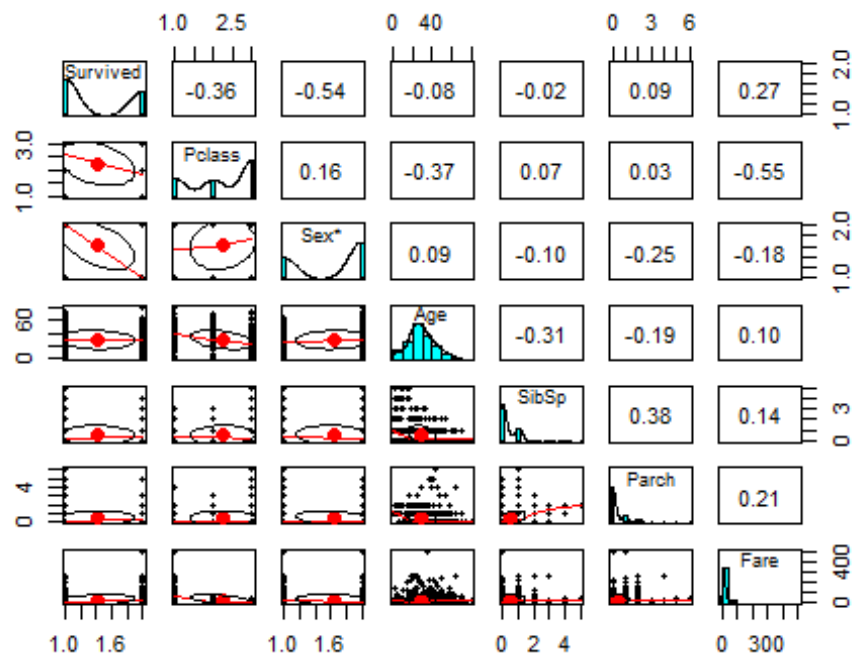 1.0 2.5 0 40 0 3 6
Survived -0.36 -0.54 -0.08 -0.02 0.09 0.27 1.0 2.0
1.0 3.0 Pclass 0.16 -0.37 0.07 0.03 -0.55
Sex* 0.09 -0.10 -0.25 -0.18 1.0 2.0
0 60 Age -0.31 -0.19 0.10
SibSp 0.38 0.14 0 3
0 4 Parch 0.21
Fare 0 400
1.0 1.6 1.0 1.6 0 2 4 0 300